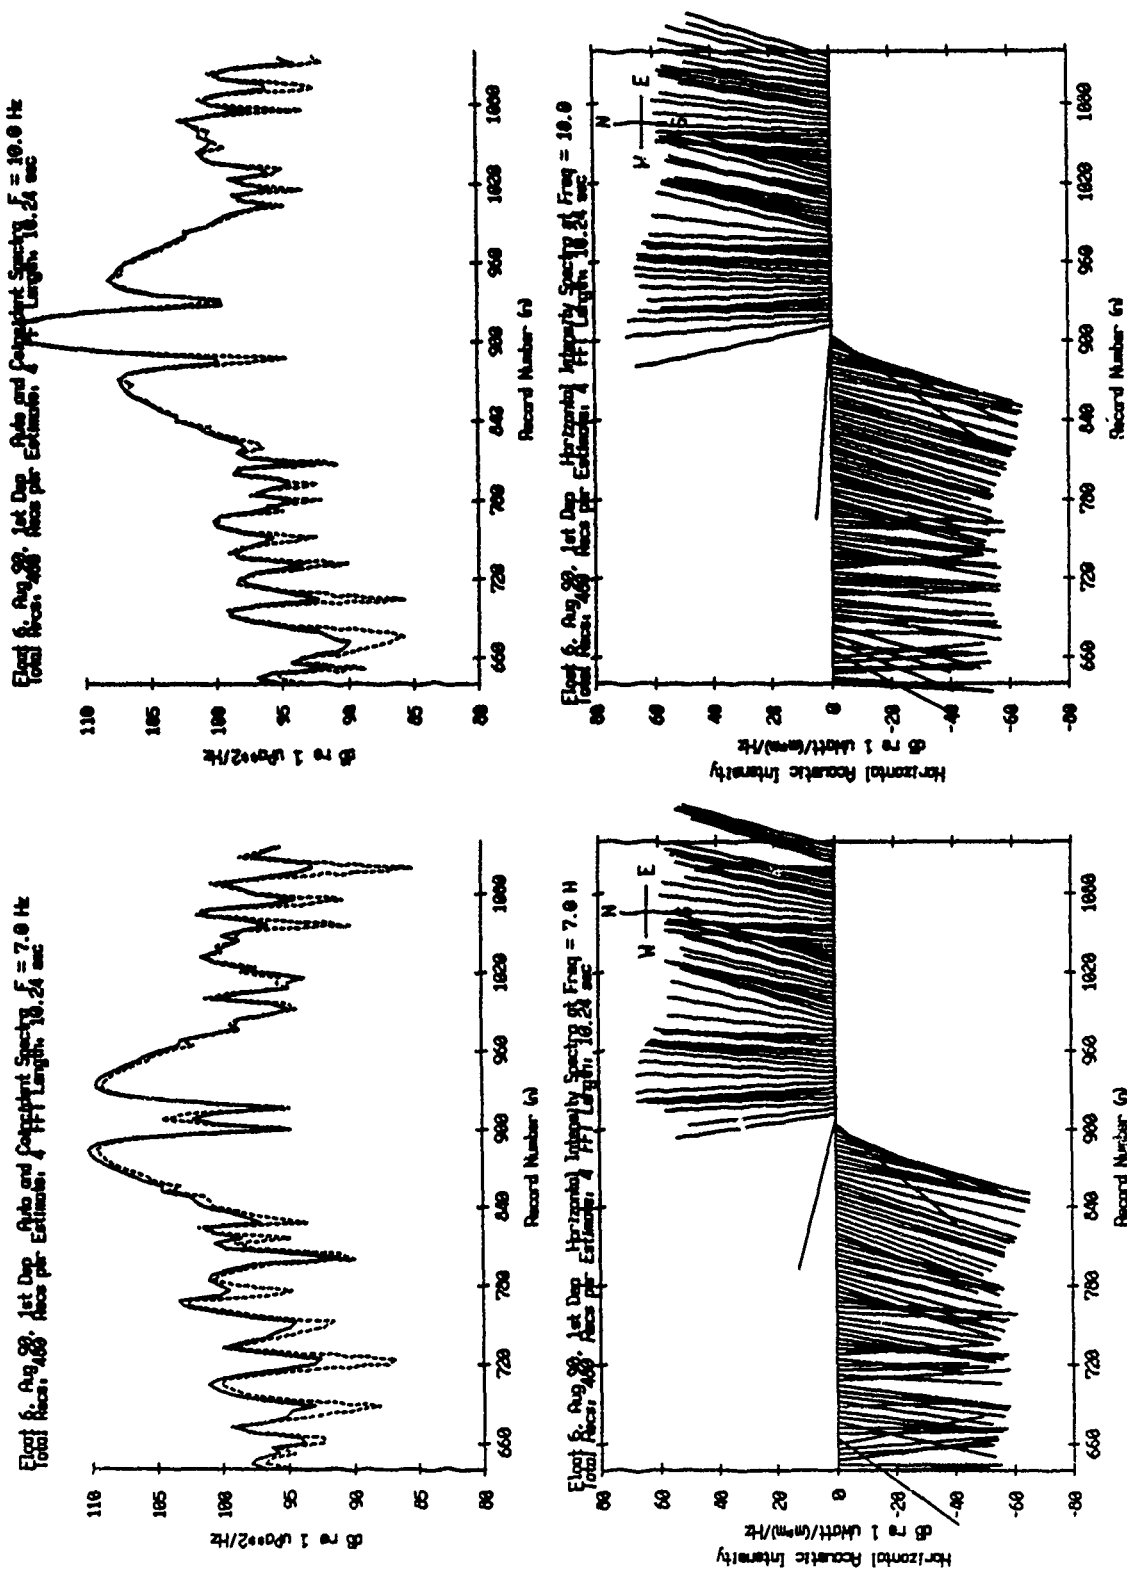 Float 6, Aug 90, 1st Dep Auto and Coincident Spectra F = 7.0 Hz
Total Recs: 400 Recs per Estimate: 4 FFT Length: 10.24 sec
dB re 1 uPa**2/Hz
110
105
100
95
90
80
660
720
780
840
900
960
1020
1080
Record Number (n)
Float 6, Aug 90, 1st Dep Horizontal Intensity Spectra at Freq = 7.0 H
Total Recs: 400 Recs per Estimate: 4 FFT Length: 10.24 sec
Horizontal Acoustic Intensity
dB re 1 uWatt/(m*m)/Hz
80
60
40
20
0
-20
-40
-60
-80
N
W
E
S
660
720
780
840
900
960
1020
1080
Record Number (n)
Float 6, Aug 90, 1st Dep Auto and Coincident Spectra F = 10.0 Hz
Total Recs: 400 Recs per Estimate: 4 FFT Length: 10.24 sec
dB re 1 uPa**2/Hz
110
105
100
95
90
80
660
720
780
840
900
960
1020
1080
Record Number (n)
Float 6, Aug 90, 1st Dep Horizontal Intensity Spectra at Freq = 10.0
Total Recs: 400 Recs per Estimate: 4 FFT Length: 10.24 sec
Horizontal Acoustic Intensity
dB re 1 uWatt/(m*m)/Hz
80
60
40
20
0
-20
-40
-60
-80
N
W
E
S
660
720
780
840
900
960
1020
1080
Record Number (n)